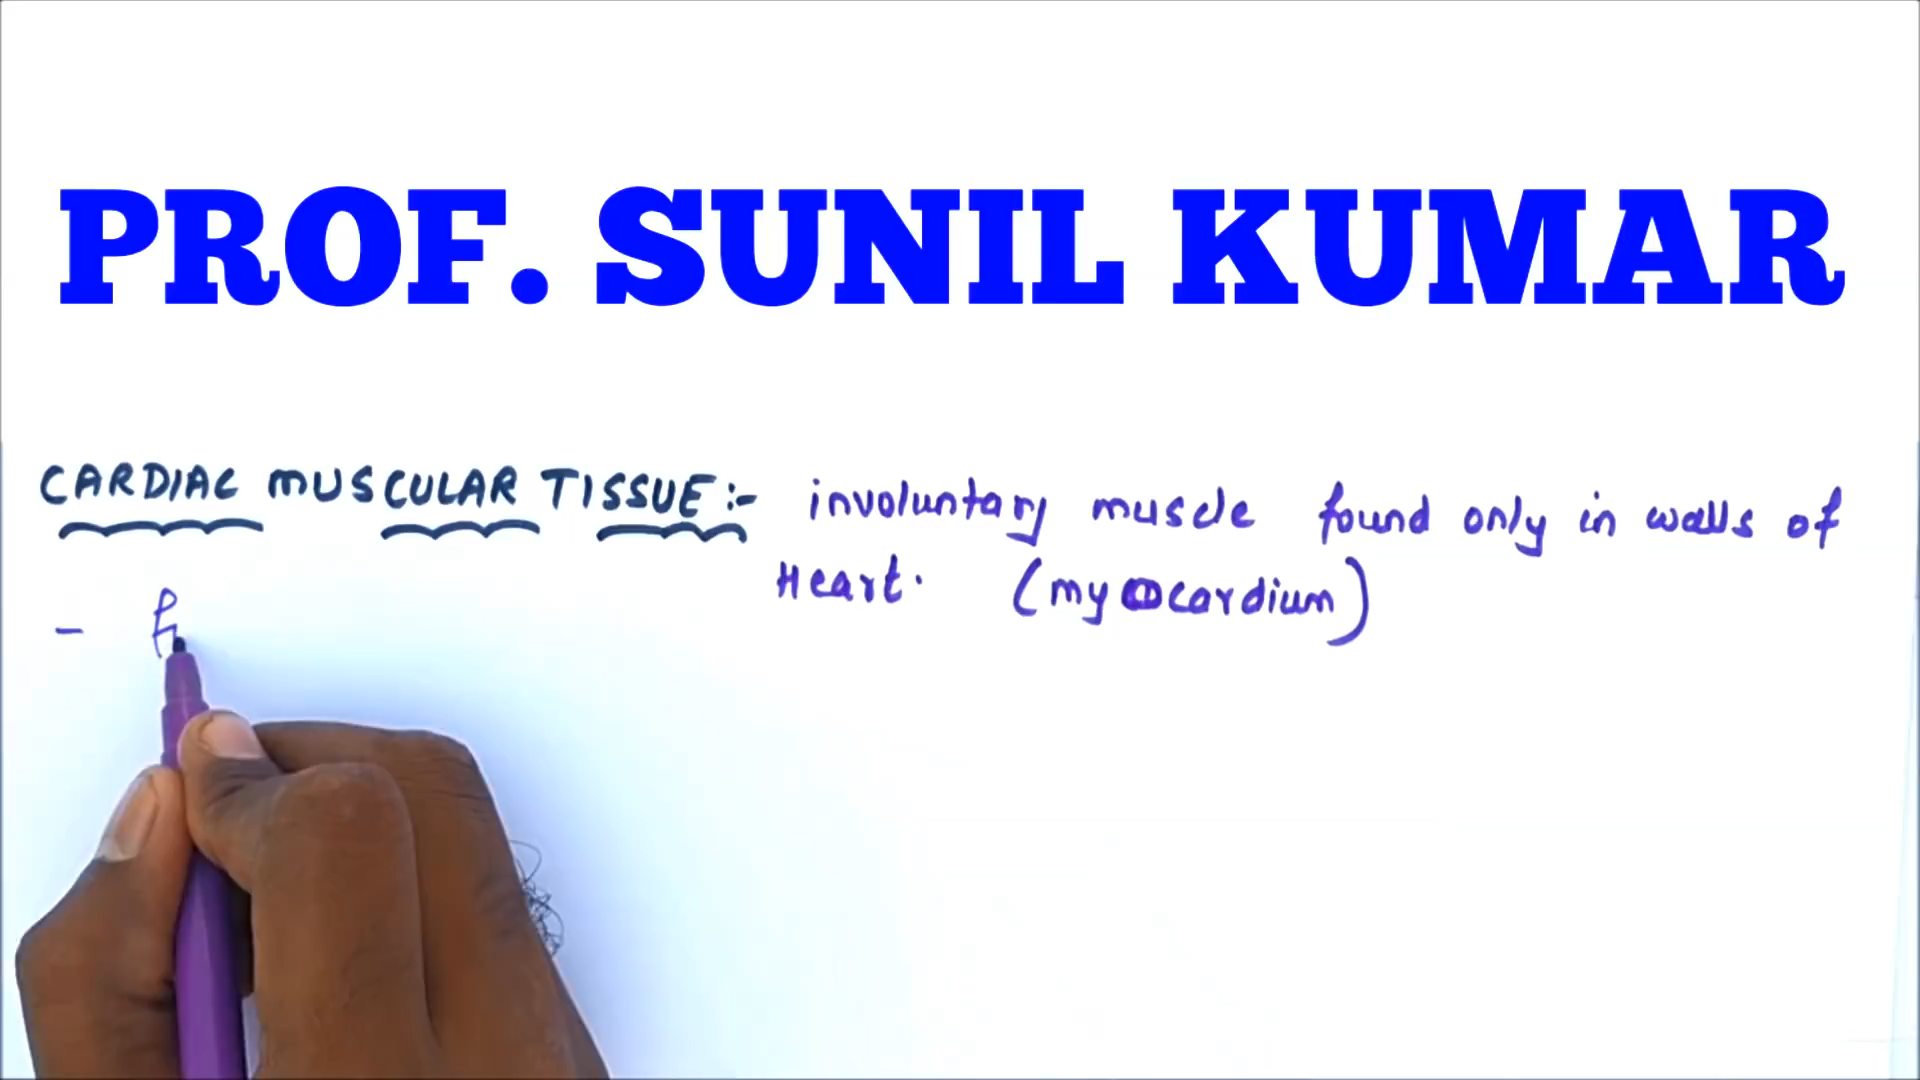 PROF. SUNIL KUMAR
CARDIAC MUSCULAR TISSUE :- involuntary muscle found only in walls of
Heart. (myocardium)
-